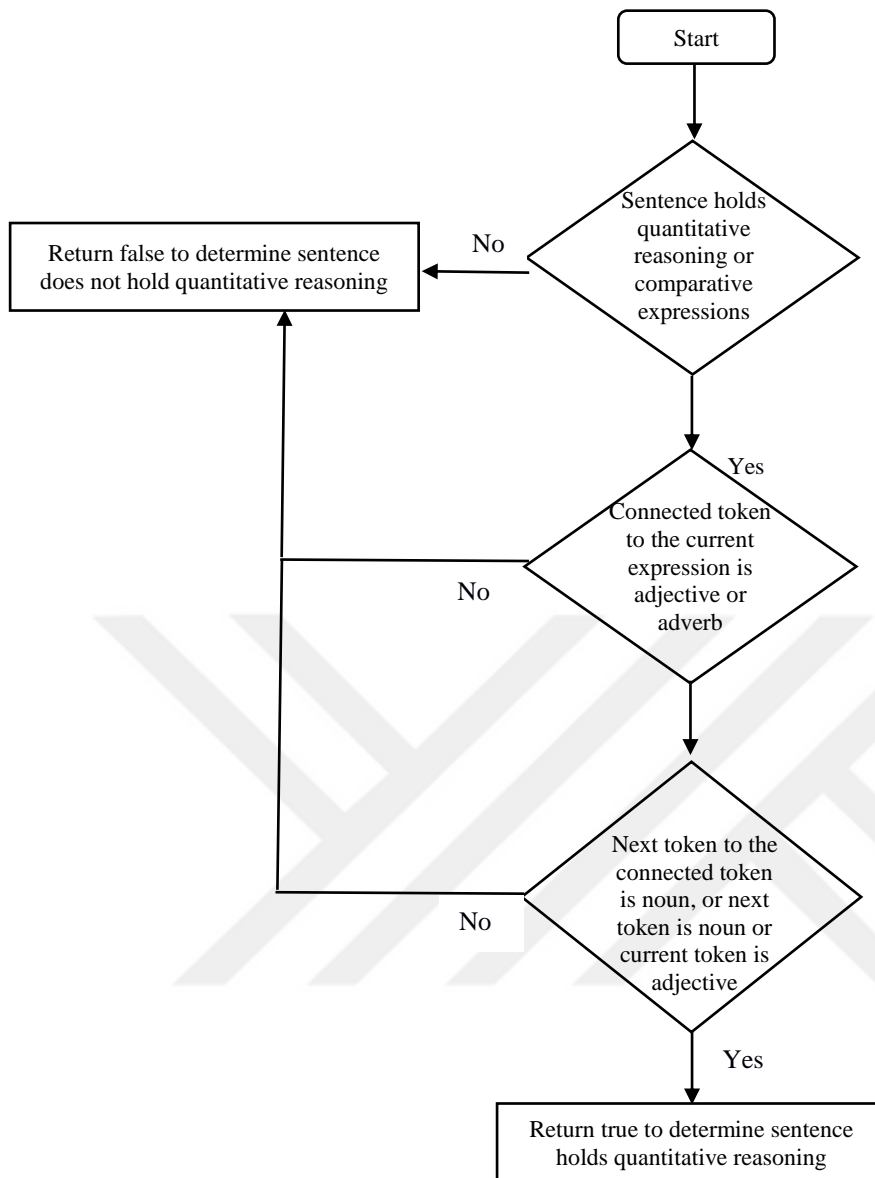 Start
Sentence holds
quantitative
reasoning or
comparative
expressions
No
Return false to determine sentence
does not hold quantitative reasoning
Yes
Connected token
to the current
expression is
adjective or
adverb
No
Next token to the
connected token
is noun, or next
token is noun or
current token is
adjective
No
Yes
Return true to determine sentence
holds quantitative reasoning